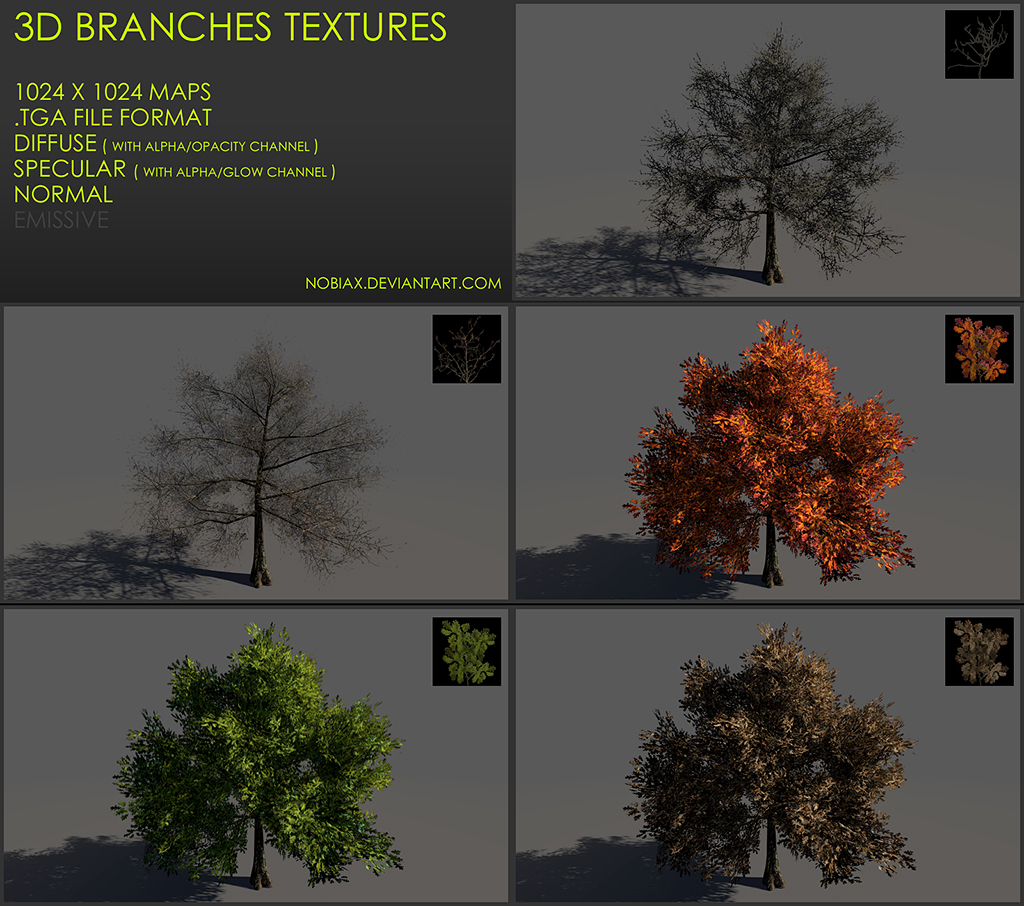 3D BRANCHES TEXTURES
1024 X 1024 MAPS
.TGA FILE FORMAT
DIFFUSE ( WITH ALPHA/OPACITY CHANNEL )
SPECULAR ( WITH ALPHA/GLOW CHANNEL )
NORMAL
EMISSIVE
NOBIAX.DEVIANTART.COM